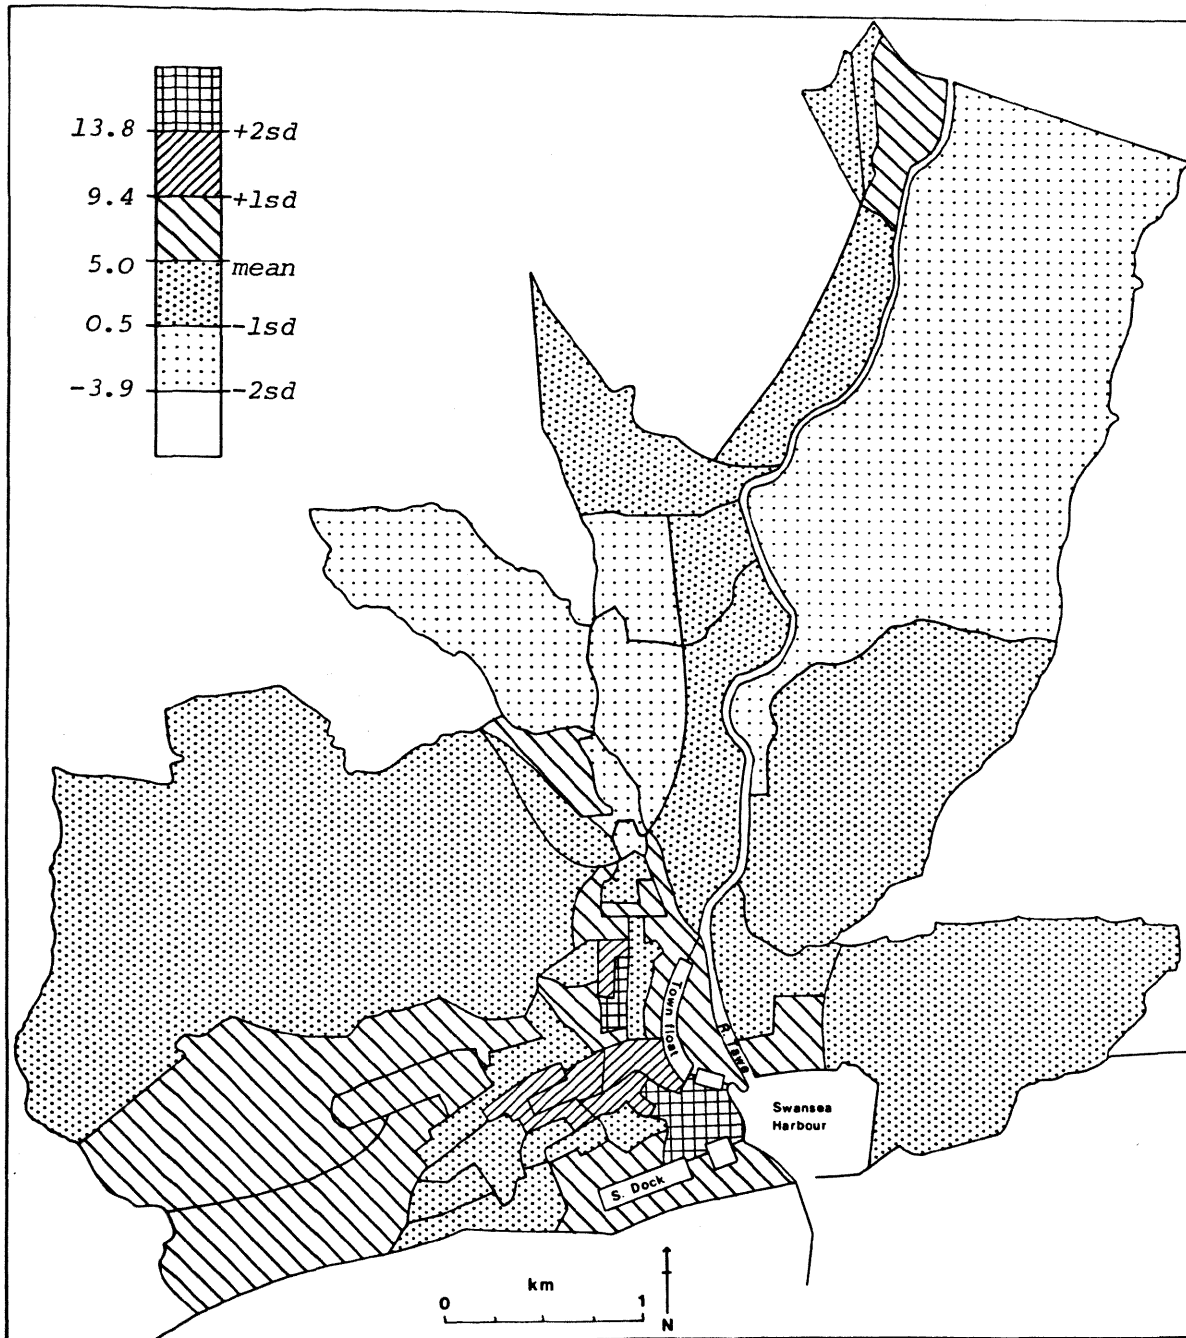 13.8 +2sd
9.4 +1sd
5.0 mean
0.5 -1sd
-3.9 -2sd
Town float
R. Tawe
Swansea
Harbour
S. Dock
km
0 1
N